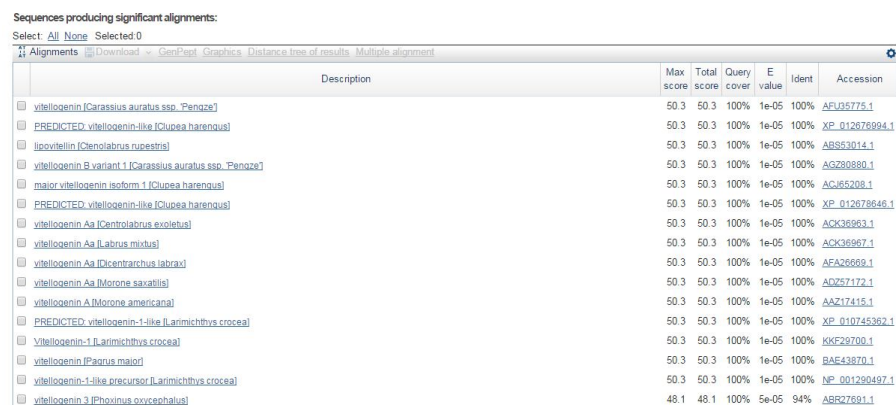 Sequences producing significant alignments:
Select: All None Selected:0
Alignments Download GenPept Graphics Distance tree of results Multiple alignment
Description Max score Total score Query cover E value Ident Accession
vitellogenin [Carassius auratus ssp. 'Pengze'] 50.3 50.3 100% 1e-05 100% AFU35775.1
PREDICTED: vitellogenin-like [Clupea harengus] 50.3 50.3 100% 1e-05 100% XP_012676994.1
lipovitellin [Ctenolabrus rupestris] 50.3 50.3 100% 1e-05 100% ABS53014.1
vitellogenin B variant 1 [Carassius auratus ssp. 'Pengze'] 50.3 50.3 100% 1e-05 100% AGZ80880.1
major vitellogenin isoform 1 [Clupea harengus] 50.3 50.3 100% 1e-05 100% ACJ65208.1
PREDICTED: vitellogenin-like [Clupea harengus] 50.3 50.3 100% 1e-05 100% XP_012678646.1
vitellogenin Aa [Centrolabrus exoletus] 50.3 50.3 100% 1e-05 100% ACK36963.1
vitellogenin Aa [Labrus mixtus] 50.3 50.3 100% 1e-05 100% ACK36967.1
vitellogenin Aa [Dicentrarchus labrax] 50.3 50.3 100% 1e-05 100% AFA26669.1
vitellogenin Aa [Morone saxatilis] 50.3 50.3 100% 1e-05 100% ADZ57172.1
vitellogenin A [Morone americana] 50.3 50.3 100% 1e-05 100% AAZ17415.1
PREDICTED: vitellogenin-1-like [Larimichthys crocea] 50.3 50.3 100% 1e-05 100% XP_010745362.1
Vitellogenin-1 [Larimichthys crocea] 50.3 50.3 100% 1e-05 100% KKF29700.1
vitellogenin [Pagrus major] 50.3 50.3 100% 1e-05 100% BAE43870.1
vitellogenin-1-like precursor [Larimichthys crocea] 50.3 50.3 100% 1e-05 100% NP_001290497.1
vitellogenin 3 [Phoxinus oxycephalus] 48.1 48.1 100% 5e-05 94% ABR27691.1